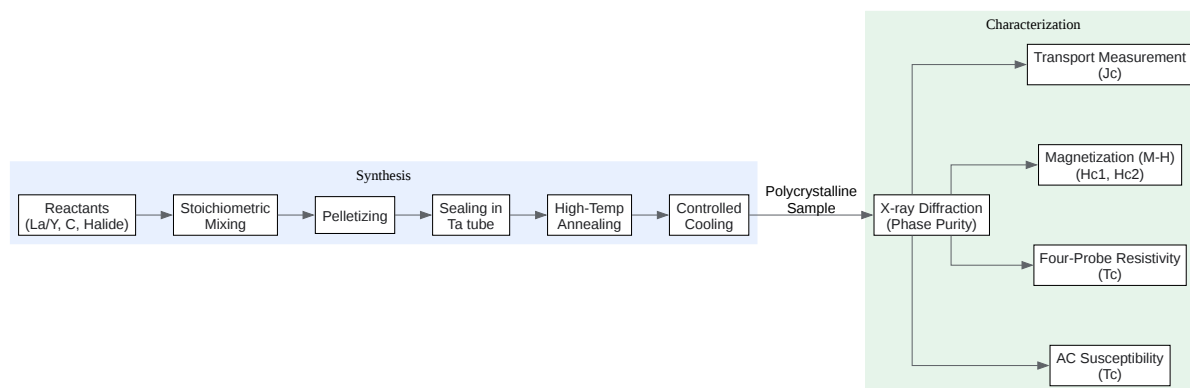 Characterization
Transport Measurement
(Jc)
Magnetization (M-H)
(Hc1, Hc2)
Synthesis
Reactants
(La/Y, C, Halide)
Stoichiometric
Mixing
Pelletizing
Sealing in
Ta tube
High-Temp
Annealing
Controlled
Cooling
Polycrystalline
Sample
X-ray Diffraction
(Phase Purity)
Four-Probe Resistivity
(Tc)
AC Susceptibility
(Tc)